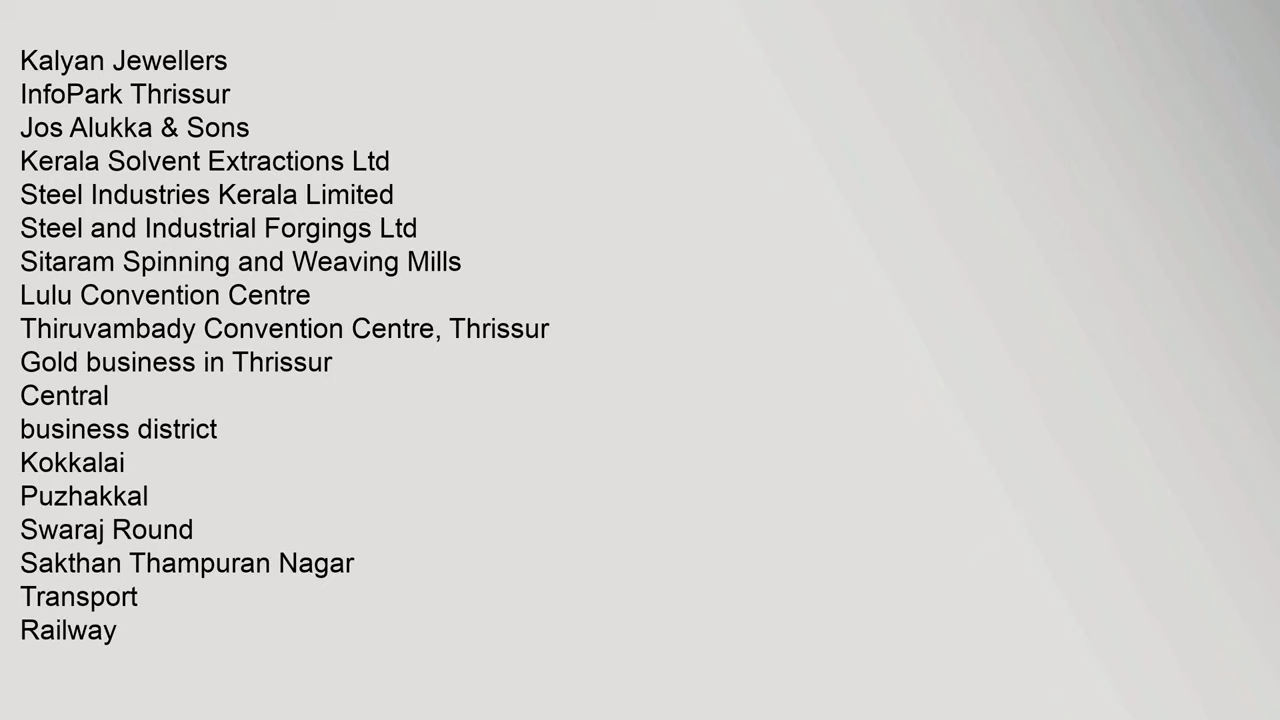 Kalyan Jewellers
InfoPark Thrissur
Jos Alukka & Sons
Kerala Solvent Extractions Ltd
Steel Industries Kerala Limited
Steel and Industrial Forgings Ltd
Sitaram Spinning and Weaving Mills
Lulu Convention Centre
Thiruvambady Convention Centre, Thrissur
Gold business in Thrissur
Central
business district
Kokkalai
Puzhakkal
Swaraj Round
Sakthan Thampuran Nagar
Transport
Railway